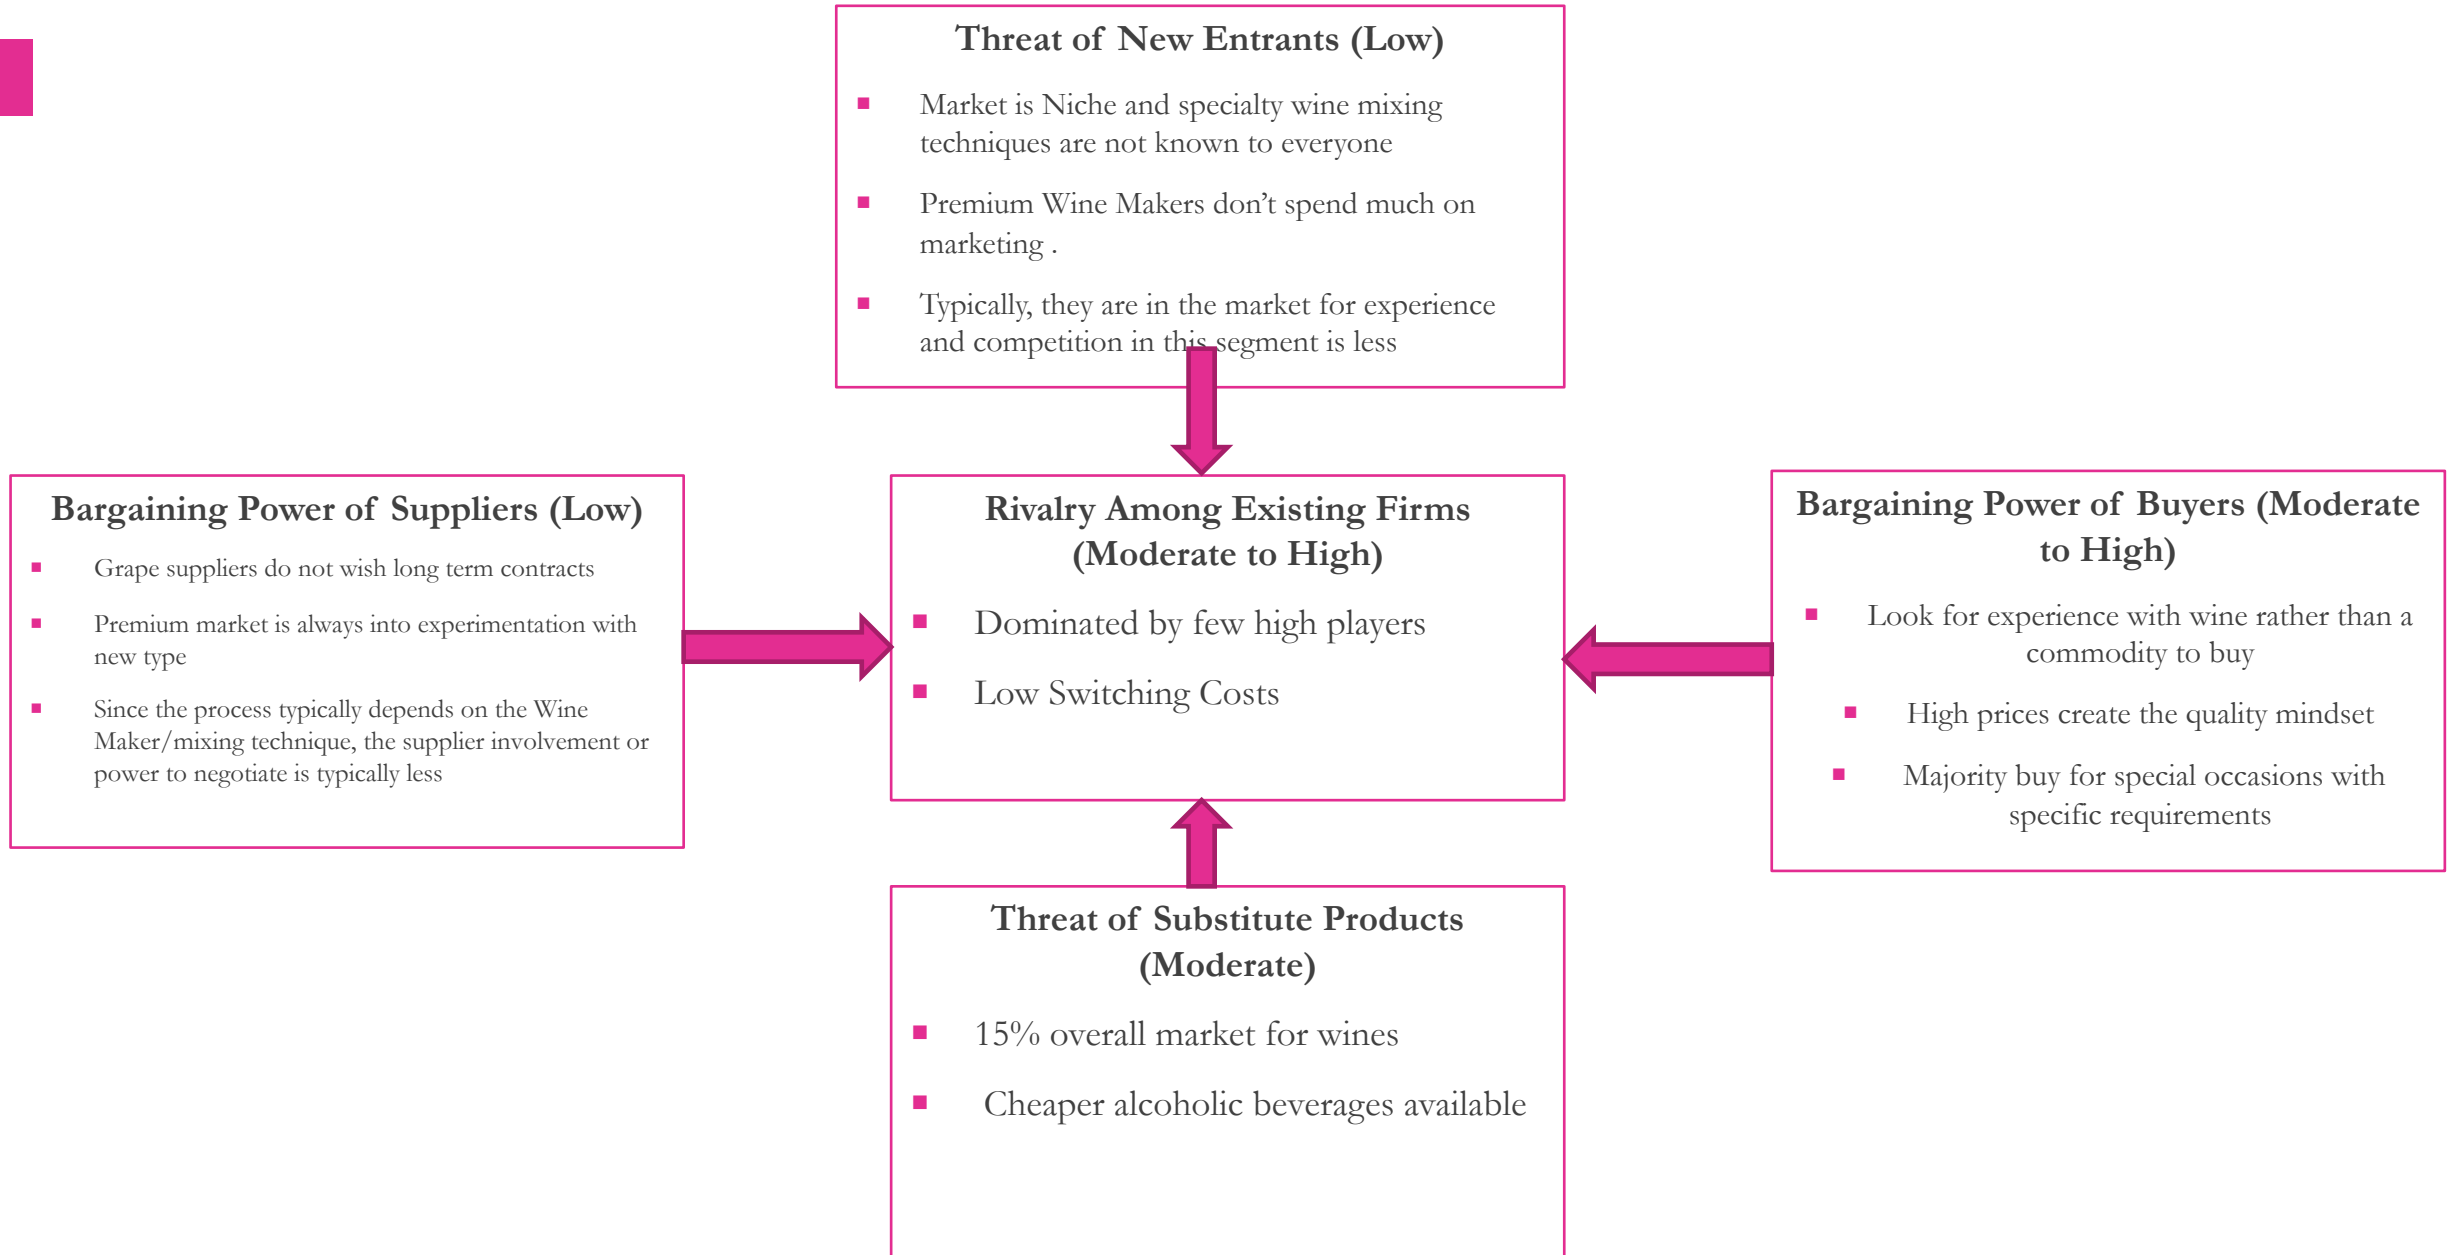 Threat of New Entrants (Low)
▪ Market is Niche and specialty wine mixing
techniques are not known to everyone
▪ Premium Wine Makers don’t spend much on
marketing .
▪ Typically, they are in the market for experience
and competition in this segment is less
Bargaining Power of Suppliers (Low)
▪ Grape suppliers do not wish long term contracts
▪ Premium market is always into experimentation with
new type
▪ Since the process typically depends on the Wine
Maker/mixing technique, the supplier involvement or
power to negotiate is typically less
Rivalry Among Existing Firms
(Moderate to High)
▪ Dominated by few high players
▪ Low Switching Costs
Bargaining Power of Buyers (Moderate
to High)
▪ Look for experience with wine rather than a
commodity to buy
▪ High prices create the quality mindset
▪ Majority buy for special occasions with
specific requirements
Threat of Substitute Products
(Moderate)
▪ 15% overall market for wines
▪ Cheaper alcoholic beverages available